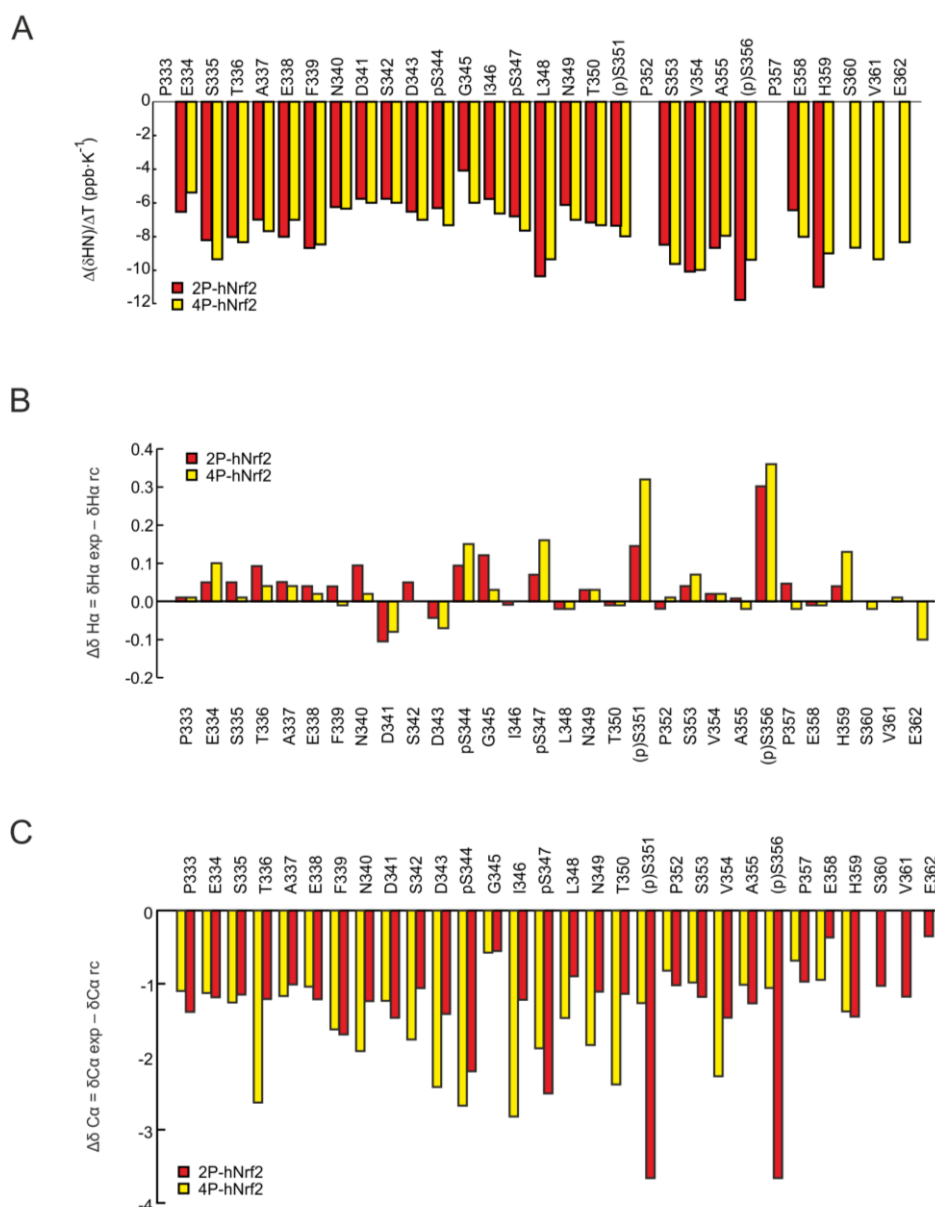 A
P333 E334 S335 T336 A337 E338 F339 N340 D341 S342 D343 pS344 G345 I346 pS347 L348 N349 T350 (p)S351 P352 S353 V354 A355 (p)S356 P357 E358 H359 S360 V361 E362
0
-4
-6
-8
-10
-12
Δ(δHN)/ΔT (ppb·K⁻¹)
2P-hNrf2
4P-hNrf2
B
0.4
0.3
0.2
0.1
0.0
-0.1
-0.2
Δδ Hα = δHα exp – δHα rc
2P-hNrf2
4P-hNrf2
P333 E334 S335 T336 A337 E338 F339 N340 D341 S342 D343 pS344 G345 I346 pS347 L348 N349 T350 (p)S351 P352 S353 V354 A355 (p)S356 P357 E358 H359 S360 V361 E362
C
P333 E334 S335 T336 A337 E338 F339 N340 D341 S342 D343 pS344 G345 I346 pS347 L348 N349 T350 (p)S351 P352 S353 V354 A355 (p)S356 P357 E358 H359 S360 V361 E362
0
-1
-2
-3
-4
Δδ Cα = δCα exp – δCα rc
2P-hNrf2
4P-hNrf2